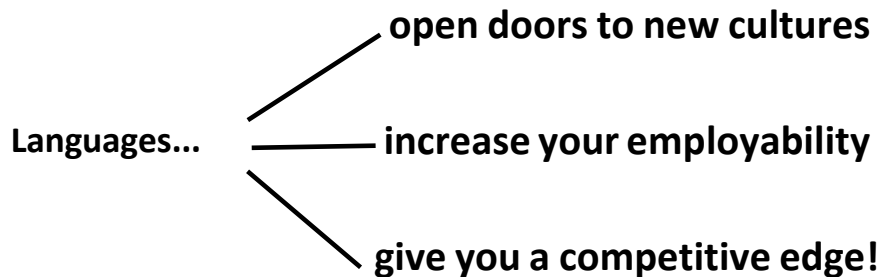 open doors to new cultures
Languages...
increase your employability
give you a competitive edge!